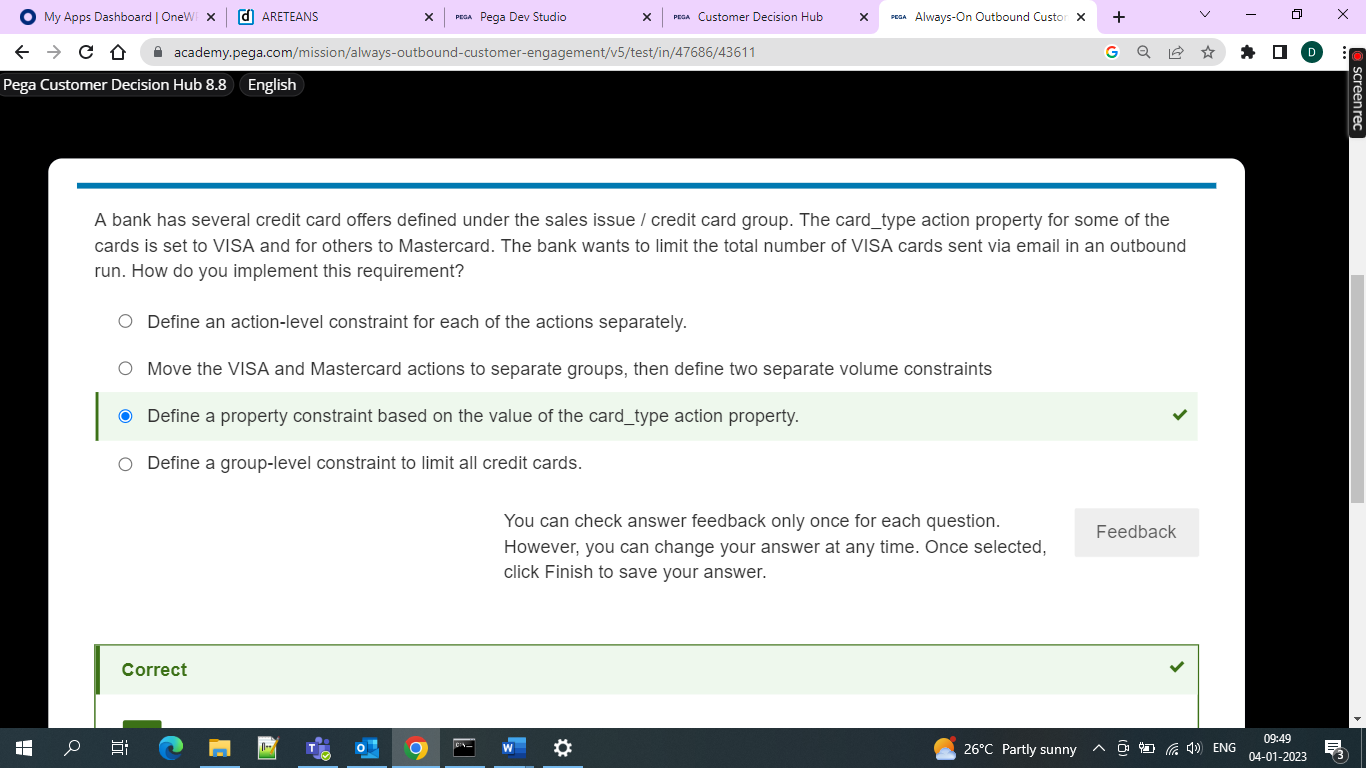 My Apps Dashboard | OneW
ARETEANS
PEGA Pega Dev Studio
PEGA Customer Decision Hub
PEGA Always-On Outbound Custor
academy.pega.com/mission/always-outbound-customer-engagement/v5/test/in/47686/43611
D
screenrec
Pega Customer Decision Hub 8.8
English
A bank has several credit card offers defined under the sales issue / credit card group. The card_type action property for some of the
cards is set to VISA and for others to Mastercard. The bank wants to limit the total number of VISA cards sent via email in an outbound
run. How do you implement this requirement?
Define an action-level constraint for each of the actions separately.
Move the VISA and Mastercard actions to separate groups, then define two separate volume constraints
Define a property constraint based on the value of the card_type action property.
Define a group-level constraint to limit all credit cards.
You can check answer feedback only once for each question.
However, you can change your answer at any time. Once selected,
click Finish to save your answer.
Feedback
Correct
26°C Partly sunny
ENG
09:49
04-01-2023
3